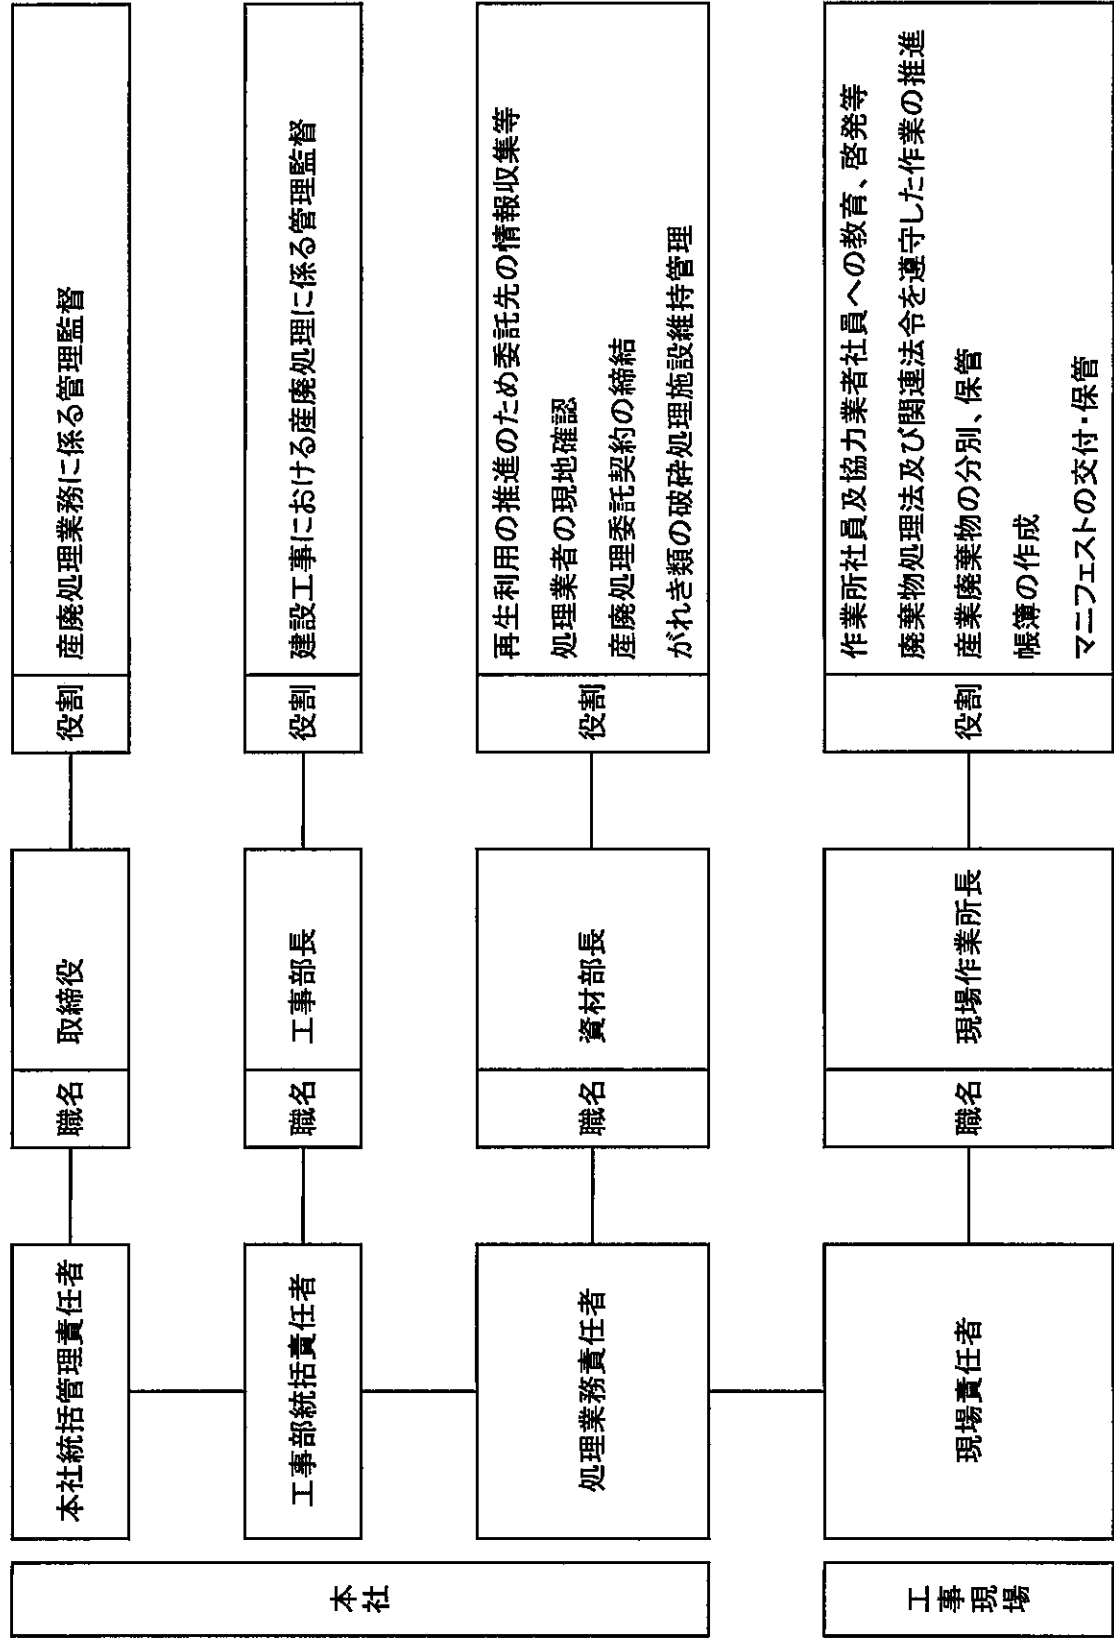 本社
本社統括管理責任者
職名
取締役
役割
産廃処理業務に係る管理監督
工事部統括責任者
職名
工事部長
役割
建設工事における産廃処理に係る管理監督
処理業務責任者
職名
資材部長
役割
再生利用の推進のため委託先の情報収集等
処理業者の現地確認
産廃処理委託契約の締結
がれき類の破砕処理施設維持管理
工事現場
現場責任者
職名
現場作業所長
役割
作業所社員及協力業者社員への教育、啓発等
廃棄物処理法及び関連法令を遵守した作業の推進
産業廃棄物の分別、保管
帳簿の作成
マニフェストの交付・保管